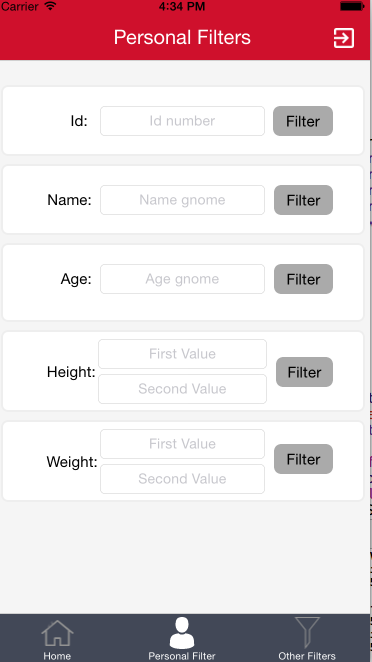 Carrier 4:34 PM
Personal Filters
Id: Id number Filter
Name: Name gnome Filter
Age: Age gnome Filter
First Value
Height: Filter
Second Value
First Value
Weight: Filter
Second Value
Home Personal Filter Other Filters